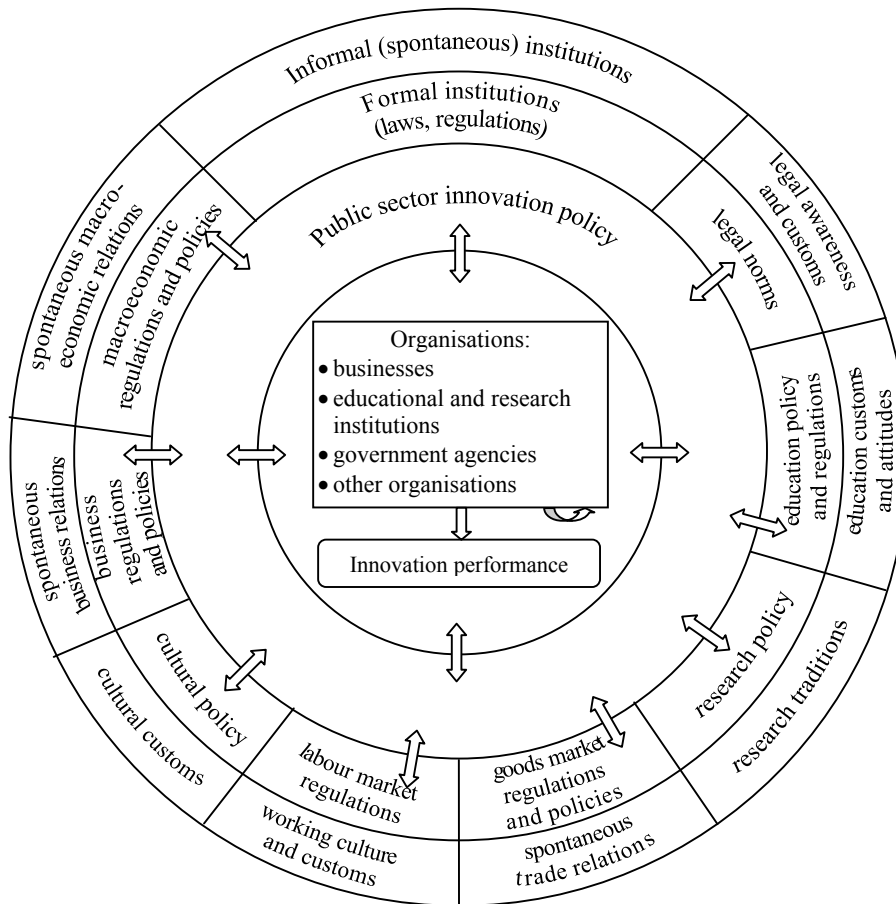 Informal (spontaneous) institutions
Formal institutions
(laws, regulations)
Public sector innovation policy
legal awareness
and customs
legal norms
education customs
and attitudes
education policy
and regulations
research traditions
research policy
goods market
regulations
and policies
spontaneous
trade relations
labour market
regulations
working culture
and customs
cultural policy
cultural customs
business
regulations
and policies
spontaneous
business relations
macroeconomic
regulations and policies
spontaneous macro-
economic relations
Organisations:
• businesses
• educational and research
institutions
• government agencies
• other organisations
Innovation performance